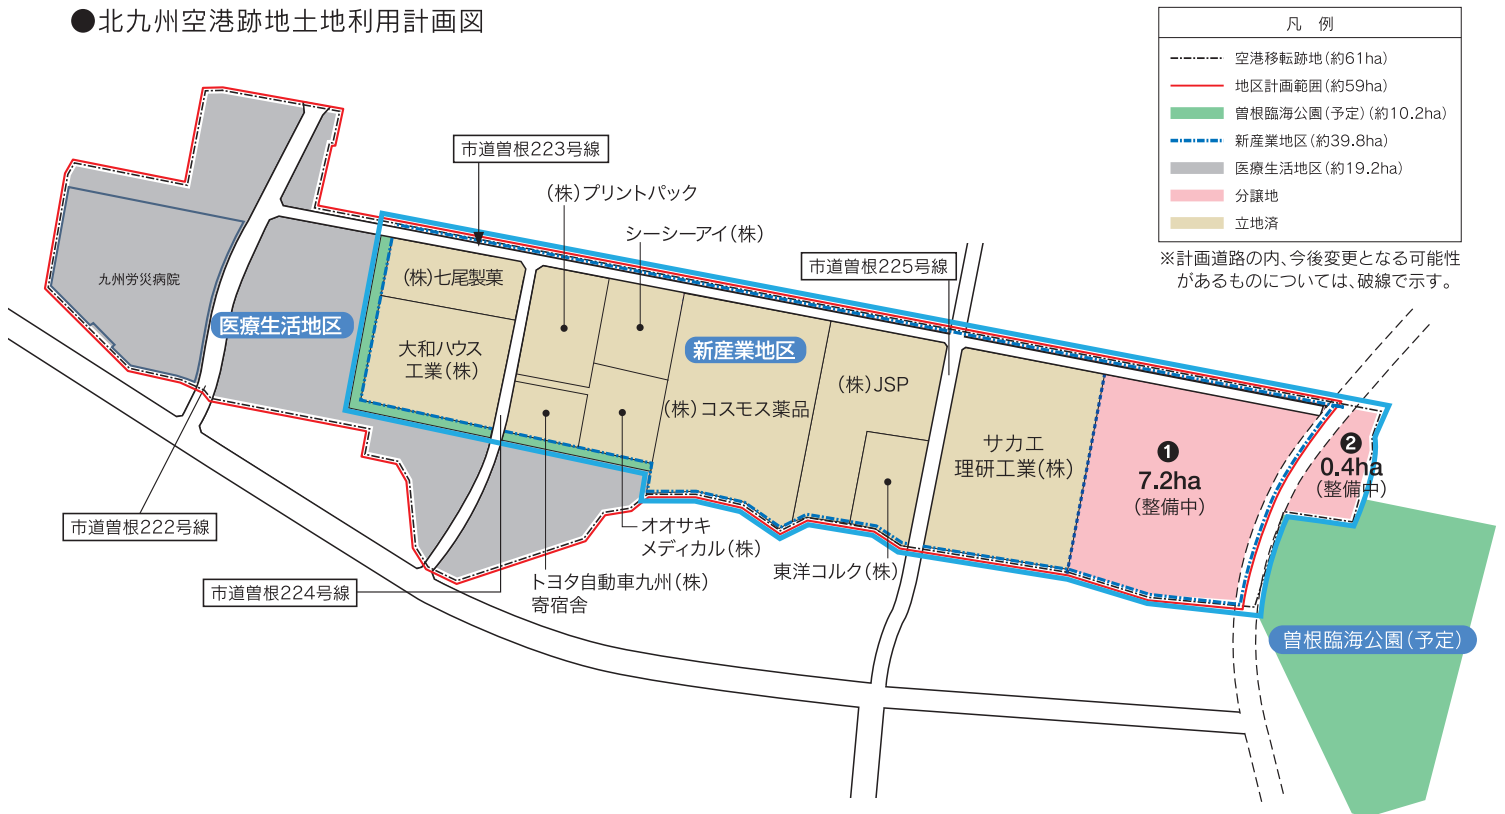 ●北九州空港跡地土地利用計画図
凡 例
空港移転跡地(約61ha)
地区計画範囲(約59ha)
曽根臨海公園(予定)(約10.2ha)
新産業地区(約39.8ha)
医療生活地区(約19.2ha)
分譲地
立地済
※計画道路の内、今後変更となる可能性
があるものについては、破線で示す。
市道曽根223号線
(株)プリントパック
シーシーアイ(株)
市道曽根225号線
九州労災病院
医療生活地区
(株)七尾製菓
大和ハウス
工業(株)
新産業地区
(株)JSP
(株)コスモス薬品
サカエ
理研工業(株)
❶
7.2ha
(整備中)
❷
0.4ha
(整備中)
市道曽根222号線
オオサキ
メディカル(株)
東洋コルク(株)
トヨタ自動車九州(株)
寄宿舎
市道曽根224号線
曽根臨海公園(予定)